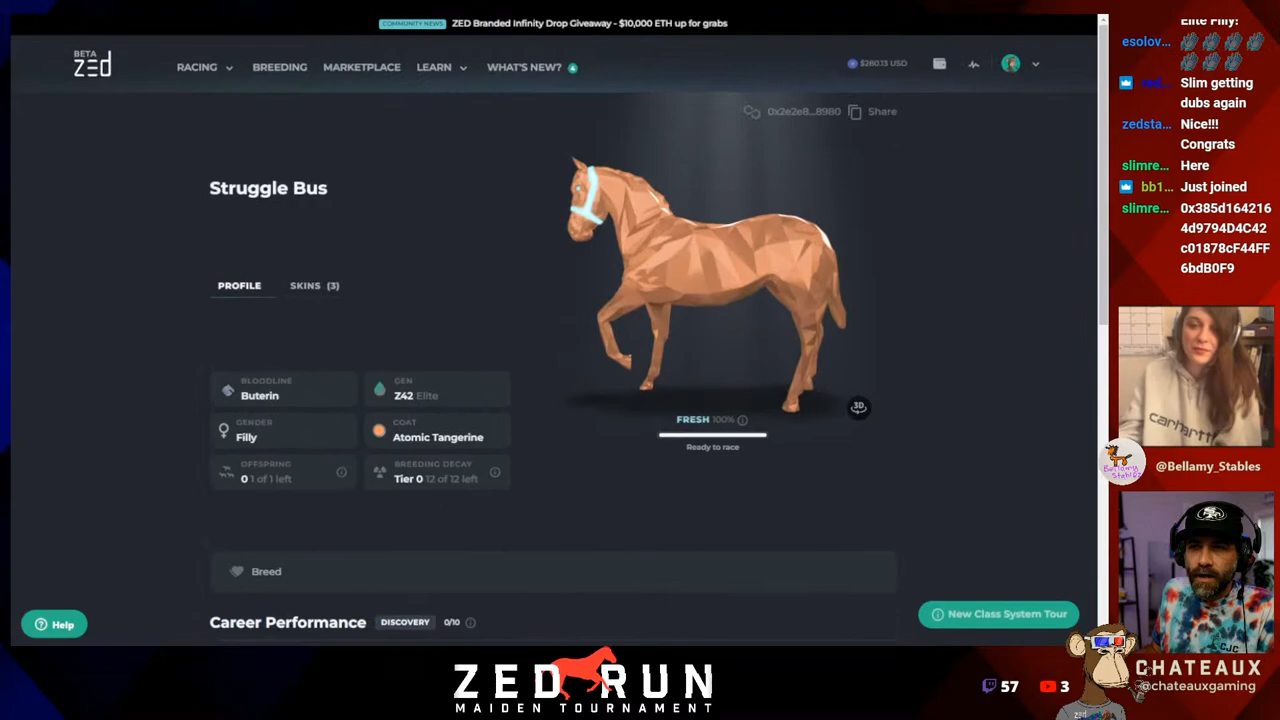 COMMUNITY NEWS ZED Branded Infinity Drop Giveaway - $10,000 ETH up for grabs
BETA
ZED
RACING BREEDING MARKETPLACE LEARN WHAT'S NEW? $280.13 USD
0x2e2e8...8980 Share
Struggle Bus
PROFILE SKINS (3)
BLOODLINE
Buterin
GEN
Z42 Elite
GENDER
Filly
COAT
Atomic Tangerine
OFFSPRING
0 1 of 1 left
BREEDING DECAY
Tier 0 12 of 12 left
FRESH 100%
Ready to race
3D
Breed
Career Performance DISCOVERY 0/10
New Class System Tour
Help
Elite Filly!
esolov...
Slim getting
dubs again
zedsta... Nice!!!
Congrats
slimre... Here
bb1... Just joined
slimre... 0x385d164216
4d9794D4C42
c01878cF44FF
6bdB0F9
carhartt
Bellamy
Stables
@Bellamy_Stables
CJC
ZED RUN
MAIDEN TOURNAMENT
57 3
CHATEAUX
@chateauxgaming